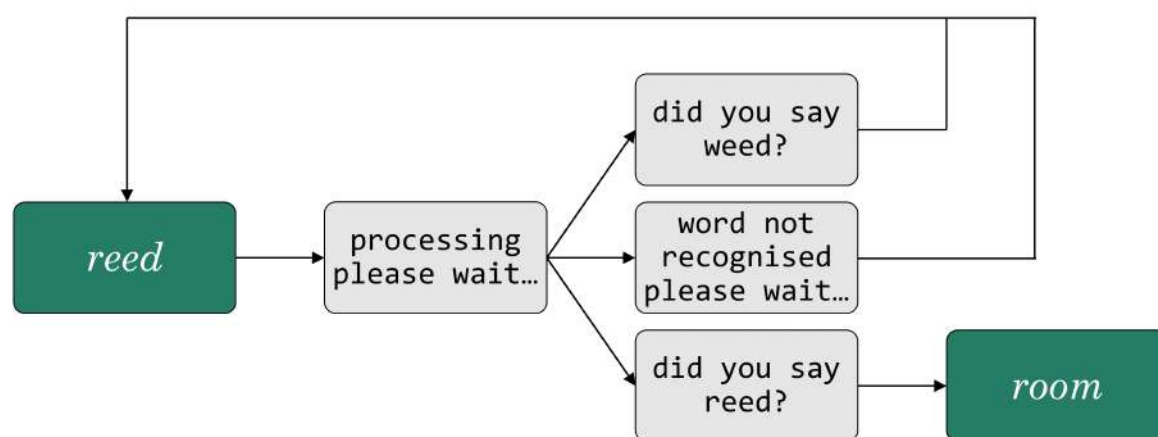 did you say
weed?
reed
processing
please wait…
word not
recognised
please wait…
did you say
reed?
room